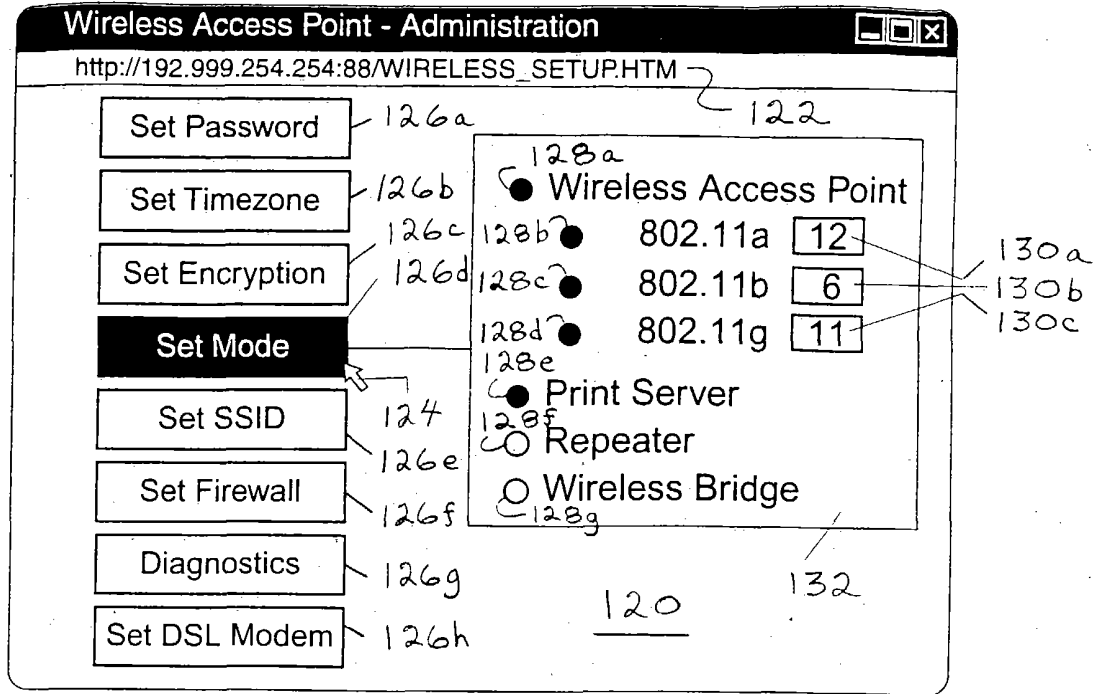 Wireless Access Point - Administration
http://192.999.254.254:88/WIRELESS_SETUP.HTM
122
Set Password 126a
Set Timezone 126b
Set Encryption 126c
Set Mode 126d
124
Set SSID 126e
Set Firewall 126f
Diagnostics 126g
Set DSL Modem 126h
128a
Wireless Access Point
128b 802.11a 12 130a
128c 802.11b 6 130b
128d 802.11g 11 130c
128e
Print Server
128f
Repeater
Wireless Bridge
128g
132
120